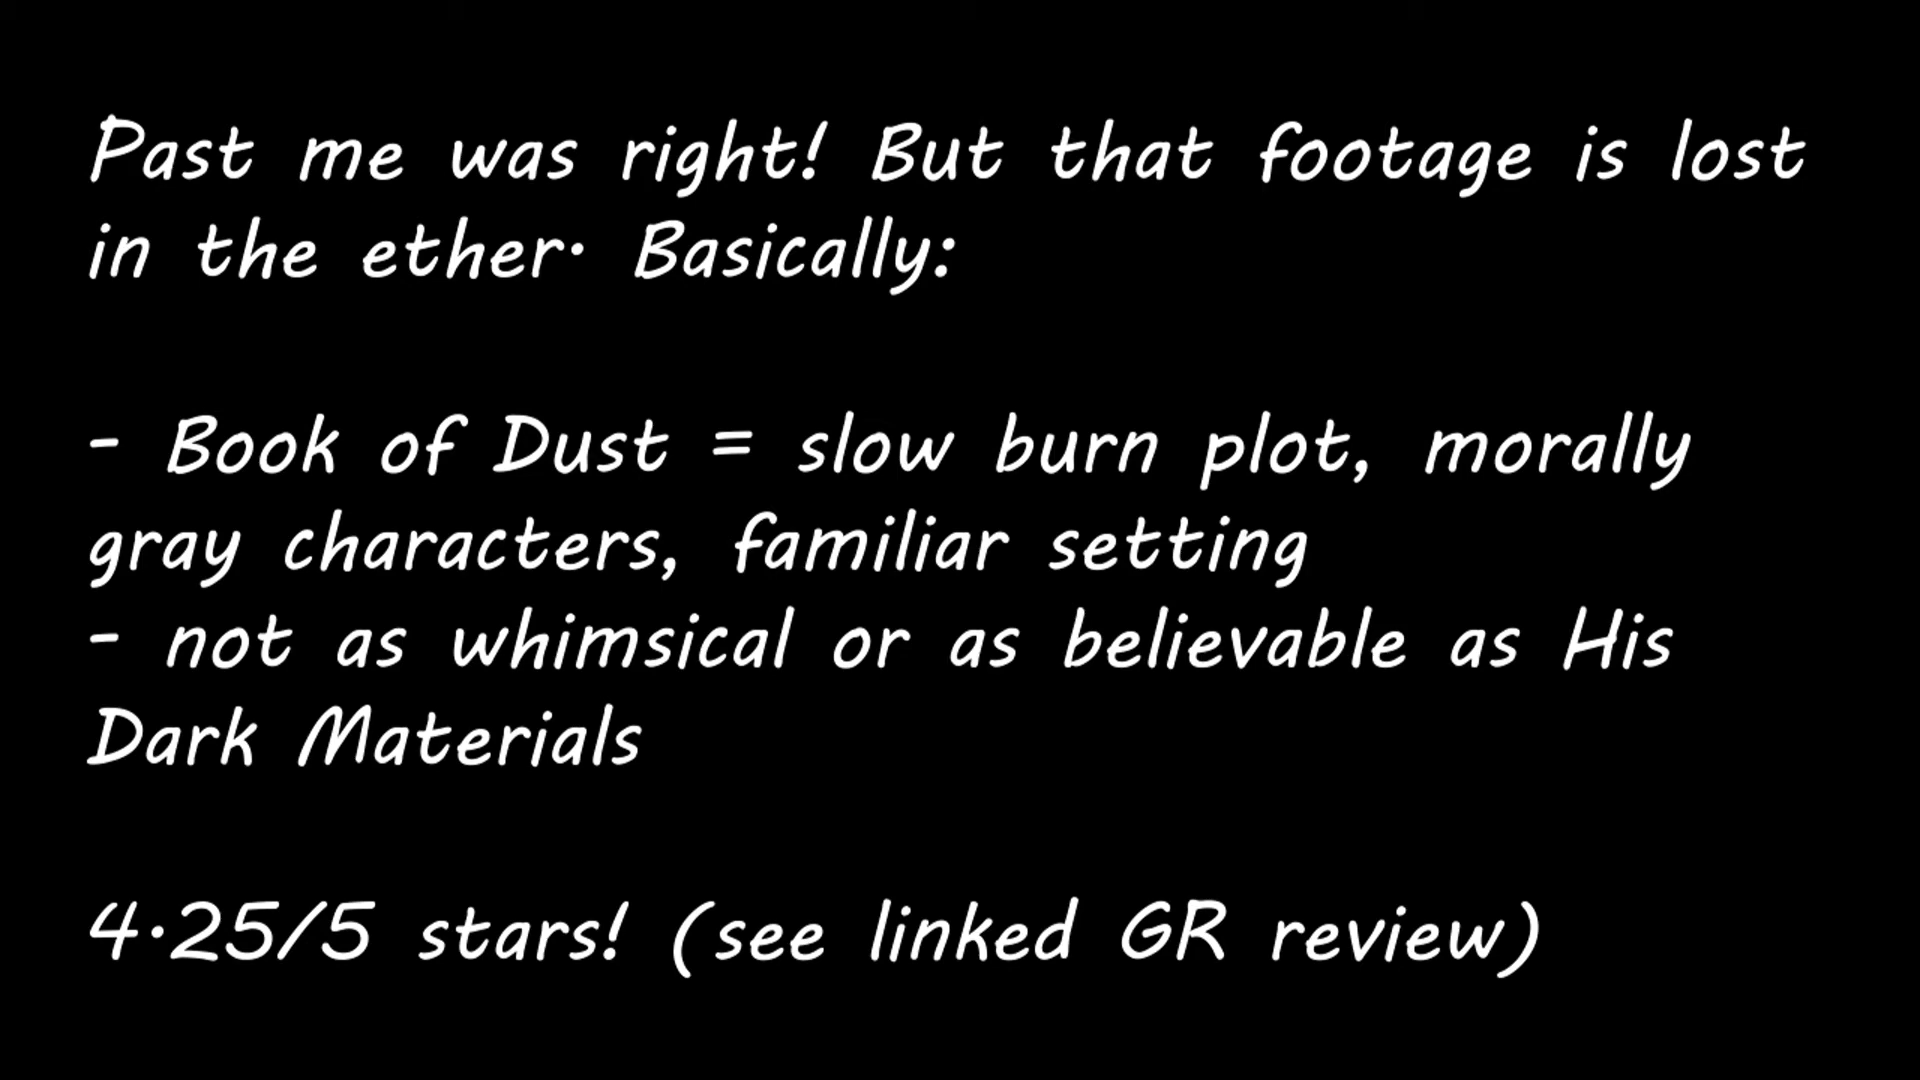 Past me was right! But that footage is lost
in the ether. Basically:
- Book of Dust = slow burn plot, morally
gray characters, familiar setting
- not as whimsical or as believable as His
Dark Materials
4.25/5 stars! (see linked GR review)